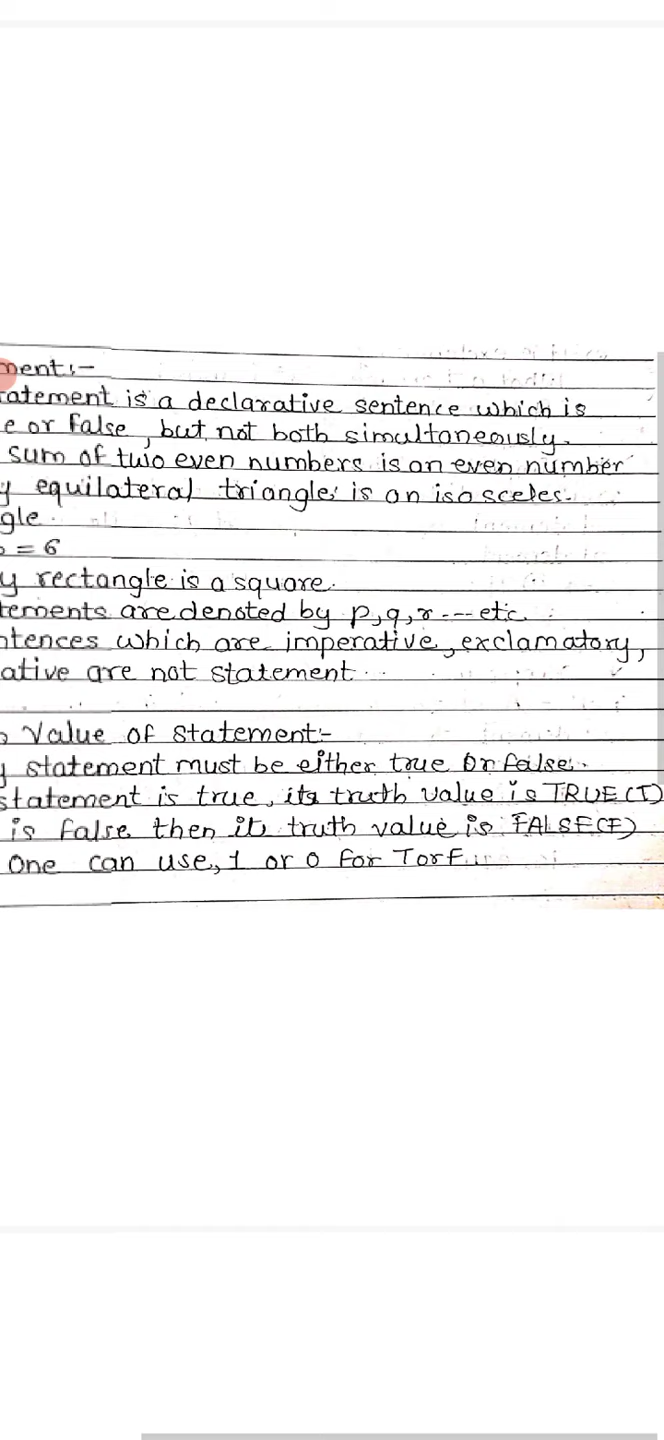 ment:-
atement is a declarative sentence which is
e or False, but not both simultaneously.
sum of two even numbers is an even number
y equilateral triangle is an isosceles.
gle.
= 6
y rectangle is a square.
tements are denoted by p, q, r --- etc.
ntences which are imperative, exclamatory,
ative are not statement.
Value of Statement:-
y statement must be either true or false.
statement is true, its truth value is TRUE (T)
is false then its truth value is FALSE (F)
One can use, 1 or 0 for T or F.